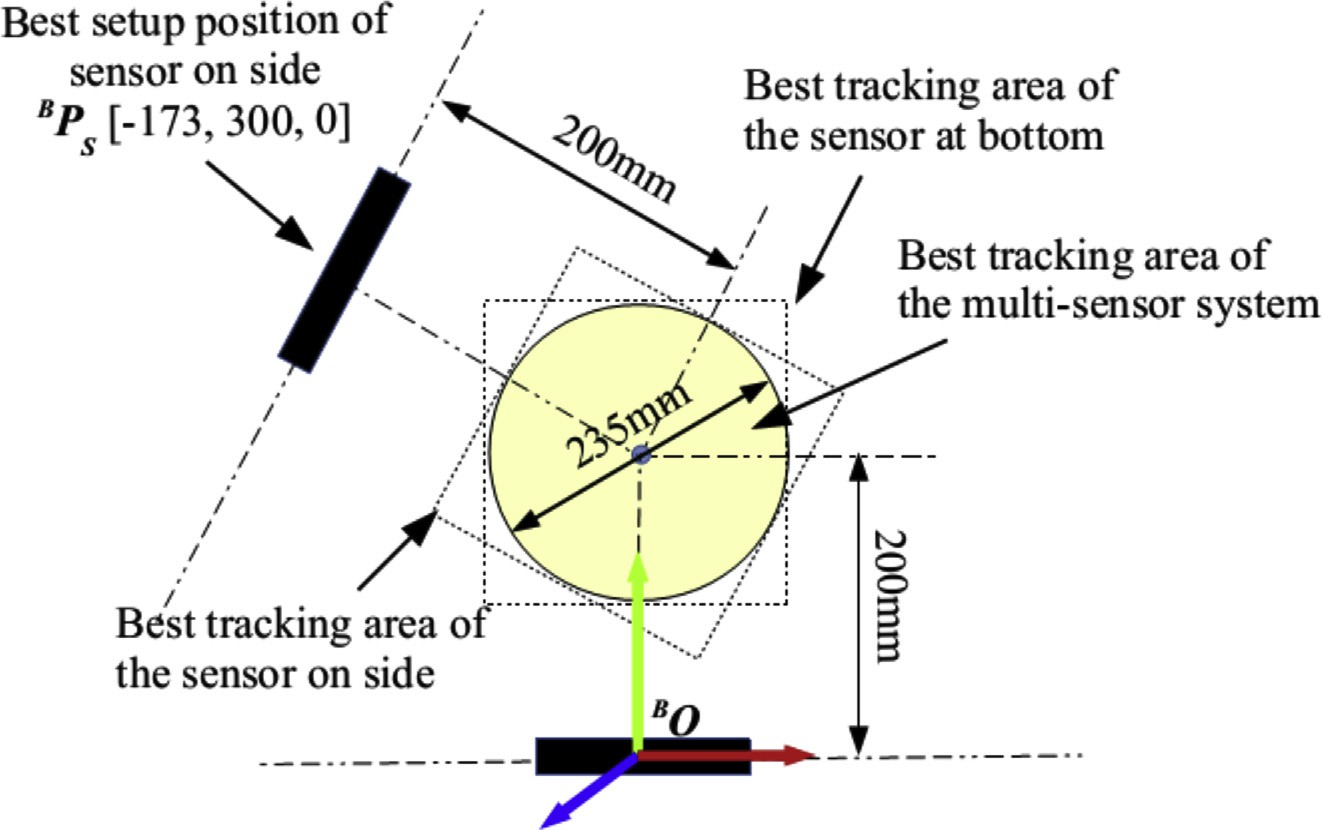 Best setup position of
sensor on side
ᴮPₛ [-173, 300, 0]
200mm
Best tracking area of
the sensor at bottom
Best tracking area of
the multi-sensor system
235mm
200mm
Best tracking area of
the sensor on side
ᴮO